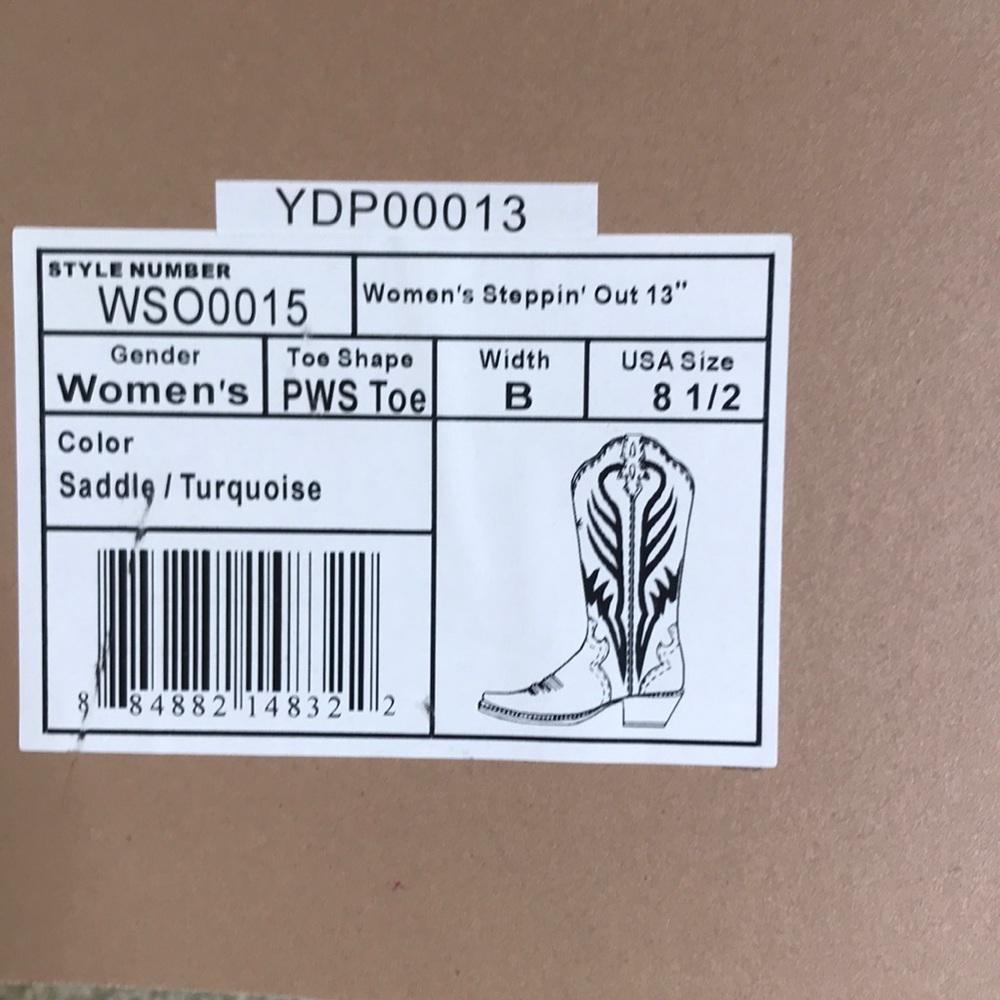 YDP00013
STYLE NUMBER
WSO0015
Women's Steppin' Out 13"
Gender
Women's
Toe Shape
PWS Toe
Width
B
USA Size
8 1/2
Color
Saddle / Turquoise
8 84882 14832 2